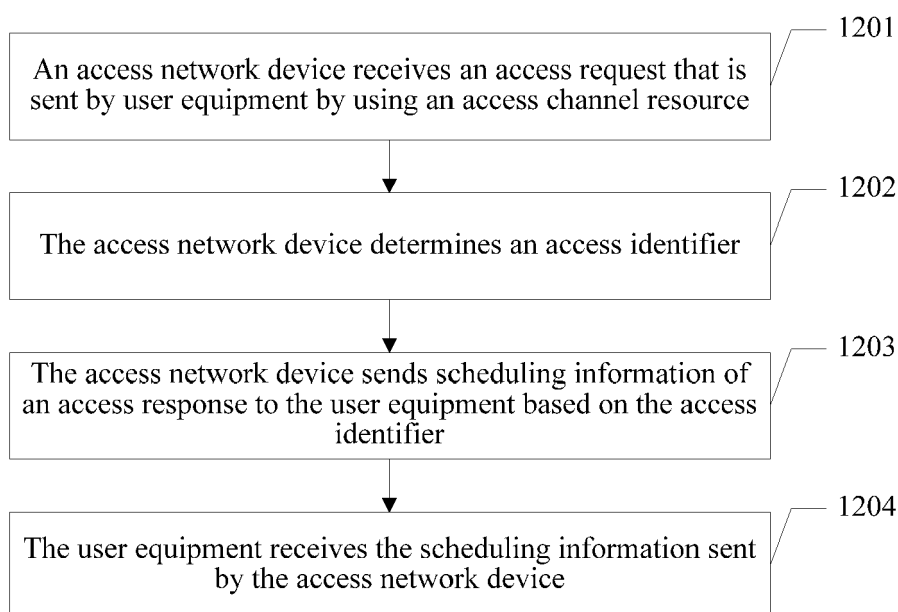 1201
An access network device receives an access request that is
sent by user equipment by using an access channel resource
1202
The access network device determines an access identifier
1203
The access network device sends scheduling information of
an access response to the user equipment based on the access
identifier
1204
The user equipment receives the scheduling information sent
by the access network device